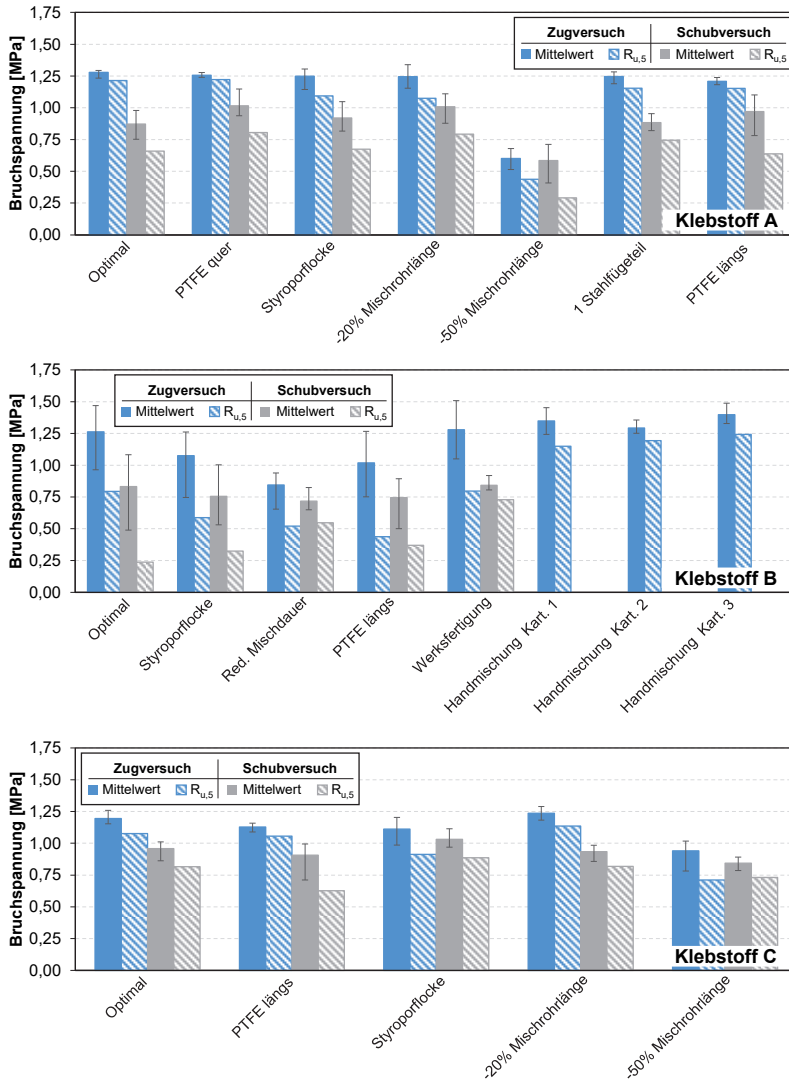 Bruchspannung [MPa]
1,75
1,50
1,25
1,00
0,75
0,50
0,25
0,00
Zugversuch Schubversuch
Mittelwert Ru,5 Mittelwert Ru,5
Klebstoff A
Optimal
PTFE quer
Styroporflocke
-20% Mischrohrlänge
-50% Mischrohrlänge
1 Stahlfügeteil
PTFE längs
Bruchspannung [MPa]
1,75
1,50
1,25
1,00
0,75
0,50
0,25
0,00
Zugversuch Schubversuch
Mittelwert Ru,5 Mittelwert Ru,5
Klebstoff B
Optimal
Styroporflocke
Red. Mischdauer
PTFE längs
Werksfertigung
Handmischung Kart. 1
Handmischung Kart. 2
Handmischung Kart. 3
Bruchspannung [MPa]
1,75
1,50
1,25
1,00
0,75
0,50
0,25
0,00
Zugversuch Schubversuch
Mittelwert Ru,5 Mittelwert Ru,5
Klebstoff C
Optimal
PTFE längs
Styroporflocke
-20% Mischrohrlänge
-50% Mischrohrlänge